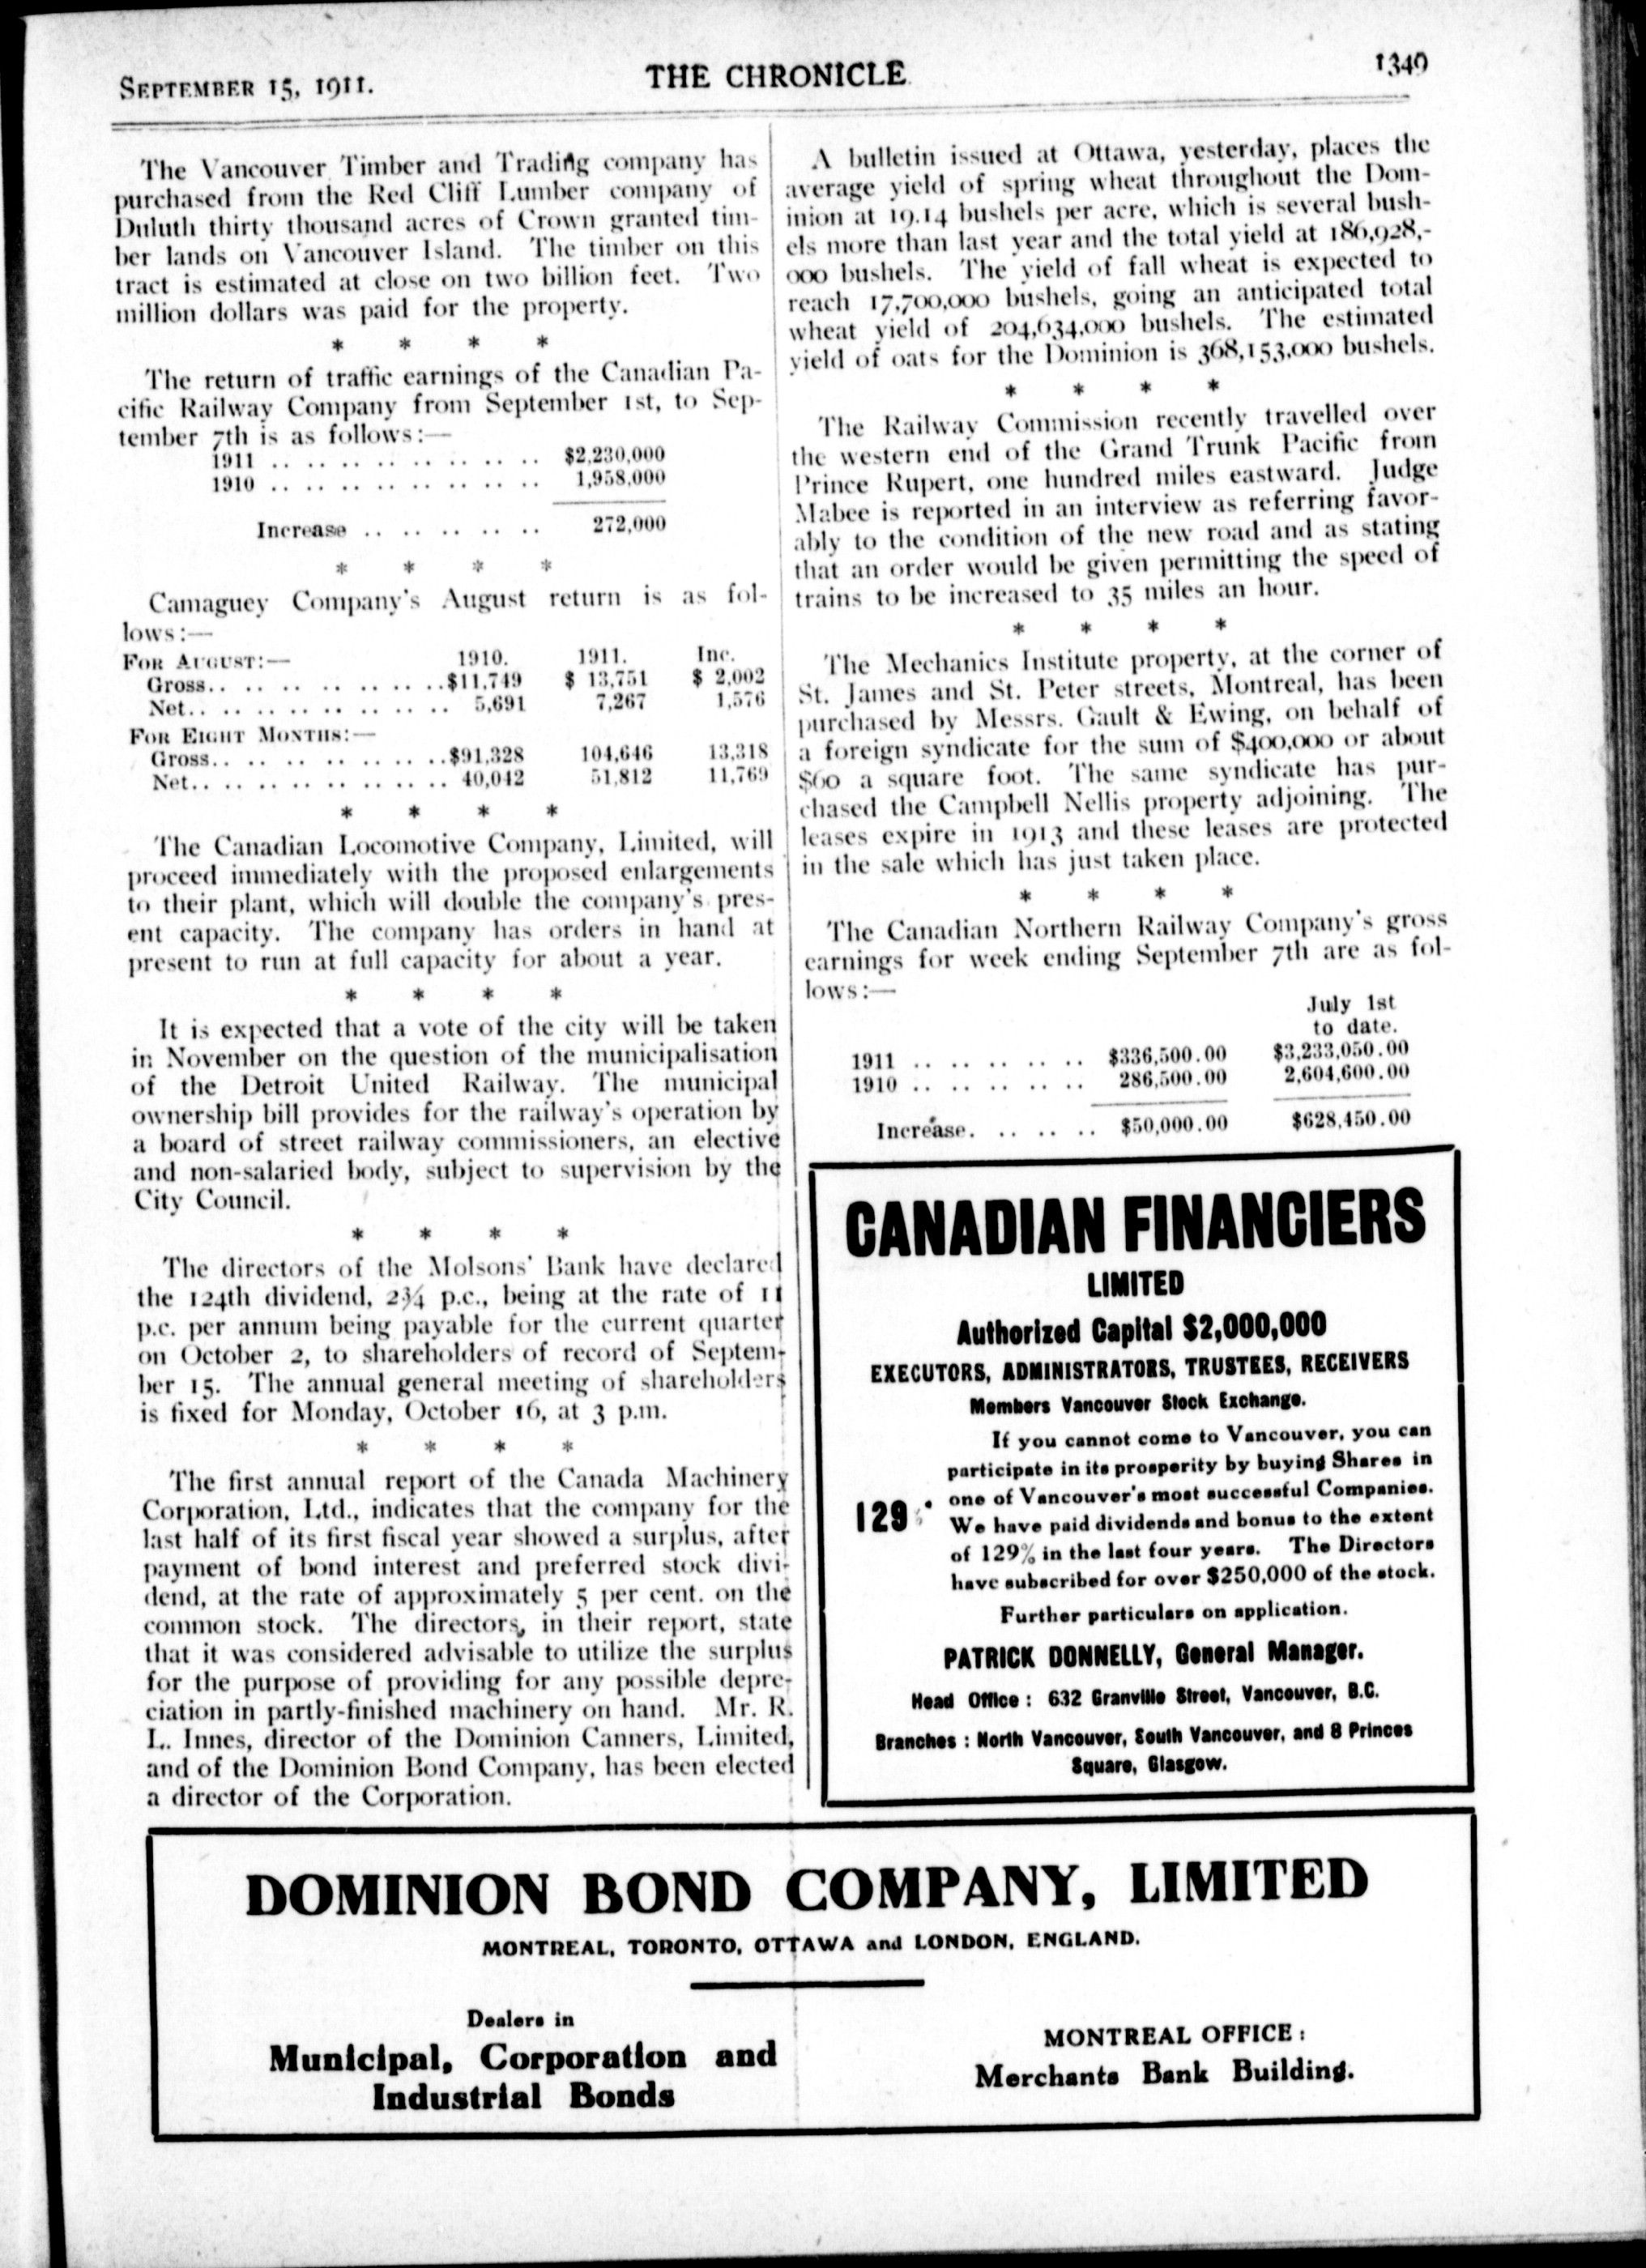 SEPTEMBER 15, 1911.
THE CHRONICLE
1349
The Vancouver Timber and Trading company has
purchased from the Red Cliff Lumber company of
Duluth thirty thousand acres of Crown granted tim-
ber lands on Vancouver Island. The timber on this
tract is estimated at close on two billion feet. Two
million dollars was paid for the property.
* * * *
The return of traffic earnings of the Canadian Pa-
cific Railway Company from September 1st, to Sep-
tember 7th is as follows:—
1911 .. .. .. .. .. .. .. .. $2,230,000
1910 .. .. .. .. .. .. .. .. 1,958,000
Increase .. .. .. .. .. .. 272,000
* * * *
Camaguey Company's August return is as fol-
lows:—
FOR AUGUST:— 1910. 1911. Inc.
Gross.. .. .. .. .. .. ..$11,749 $ 13,751 $ 2,002
Net.. .. .. .. .. .. .. .. 5,691 7,267 1,576
FOR EIGHT MONTHS:—
Gross.. .. .. .. .. .. ..$91,328 104,646 13,318
Net.. .. .. .. .. .. .. .. 40,042 51,812 11,769
* * * *
The Canadian Locomotive Company, Limited, will
proceed immediately with the proposed enlargements
to their plant, which will double the company's pres-
ent capacity. The company has orders in hand at
present to run at full capacity for about a year.
* * * *
It is expected that a vote of the city will be taken
in November on the question of the municipalisation
of the Detroit United Railway. The municipal
ownership bill provides for the railway's operation by
a board of street railway commissioners, an elective
and non-salaried body, subject to supervision by the
City Council.
* * * *
The directors of the Molsons' Bank have declared
the 124th dividend, 2¾ p.c., being at the rate of 11
p.c. per annum being payable for the current quarter
on October 2, to shareholders of record of Septem-
ber 15. The annual general meeting of shareholders
is fixed for Monday, October 16, at 3 p.m.
* * * *
The first annual report of the Canada Machinery
Corporation, Ltd., indicates that the company for the
last half of its first fiscal year showed a surplus, after
payment of bond interest and preferred stock divi-
dend, at the rate of approximately 5 per cent. on the
common stock. The directors, in their report, state
that it was considered advisable to utilize the surplus
for the purpose of providing for any possible depre-
ciation in partly-finished machinery on hand. Mr. R.
L. Innes, director of the Dominion Canners, Limited,
and of the Dominion Bond Company, has been elected
a director of the Corporation.
A bulletin issued at Ottawa, yesterday, places the
average yield of spring wheat throughout the Dom-
inion at 19.14 bushels per acre, which is several bush-
els more than last year and the total yield at 186,928,-
000 bushels. The yield of fall wheat is expected to
reach 17,700,000 bushels, going an anticipated total
wheat yield of 204,634,000 bushels. The estimated
yield of oats for the Dominion is 368,153,000 bushels.
* * * *
The Railway Commission recently travelled over
the western end of the Grand Trunk Pacific from
Prince Rupert, one hundred miles eastward. Judge
Mabee is reported in an interview as referring favor-
ably to the condition of the new road and as stating
that an order would be given permitting the speed of
trains to be increased to 35 miles an hour.
* * * *
The Mechanics Institute property, at the corner of
St. James and St. Peter streets, Montreal, has been
purchased by Messrs. Gault & Ewing, on behalf of
a foreign syndicate for the sum of $400,000 or about
$60 a square foot. The same syndicate has pur-
chased the Campbell Nellis property adjoining. The
leases expire in 1913 and these leases are protected
in the sale which has just taken place.
* * * *
The Canadian Northern Railway Company's gross
earnings for week ending September 7th are as fol-
lows:—
July 1st
to date.
1911 .. .. .. .. .. $336,500.00 $3,233,050.00
1910 .. .. .. .. .. 286,500.00 2,604,600.00
Increase. .. .. .. $50,000.00 $628,450.00
CANADIAN FINANCIERS
LIMITED
Authorized Capital $2,000,000
EXECUTORS, ADMINISTRATORS, TRUSTEES, RECEIVERS
Members Vancouver Stock Exchange.
129%
If you cannot come to Vancouver, you can
participate in its prosperity by buying Shares in
one of Vancouver's most successful Companies.
We have paid dividends and bonus to the extent
of 129% in the last four years. The Directors
have subscribed for over $250,000 of the stock.
Further particulars on application.
PATRICK DONNELLY, General Manager.
Head Office : 632 Granville Street, Vancouver, B.C.
Branches : North Vancouver, South Vancouver, and 8 Princes
Square, Glasgow.
DOMINION BOND COMPANY, LIMITED
MONTREAL, TORONTO, OTTAWA and LONDON, ENGLAND.
Dealers in
Municipal, Corporation and
Industrial Bonds
MONTREAL OFFICE :
Merchants Bank Building.